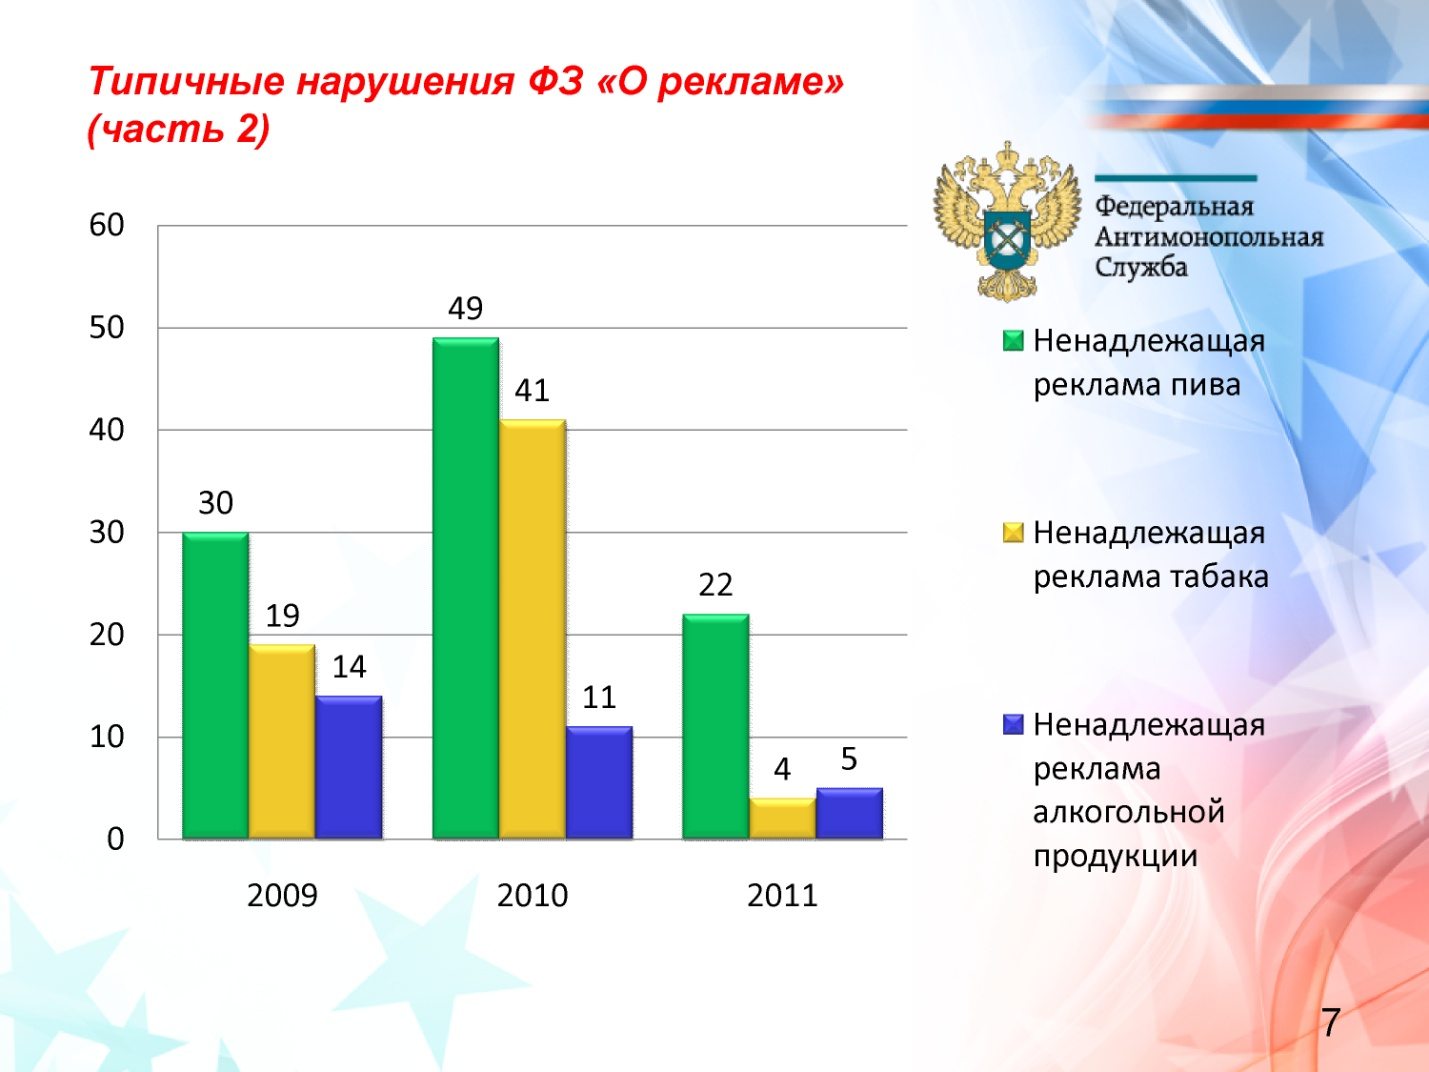 Типичные нарушения ФЗ «О рекламе»
(часть 2)
Федеральная
Антимонопольная
Служба
60
50
40
30
20
10
0
30
19
14
49
41
11
22
4
5
2009
2010
2011
Ненадлежащая
реклама пива
Ненадлежащая
реклама табака
Ненадлежащая
реклама
алкогольной
продукции
7